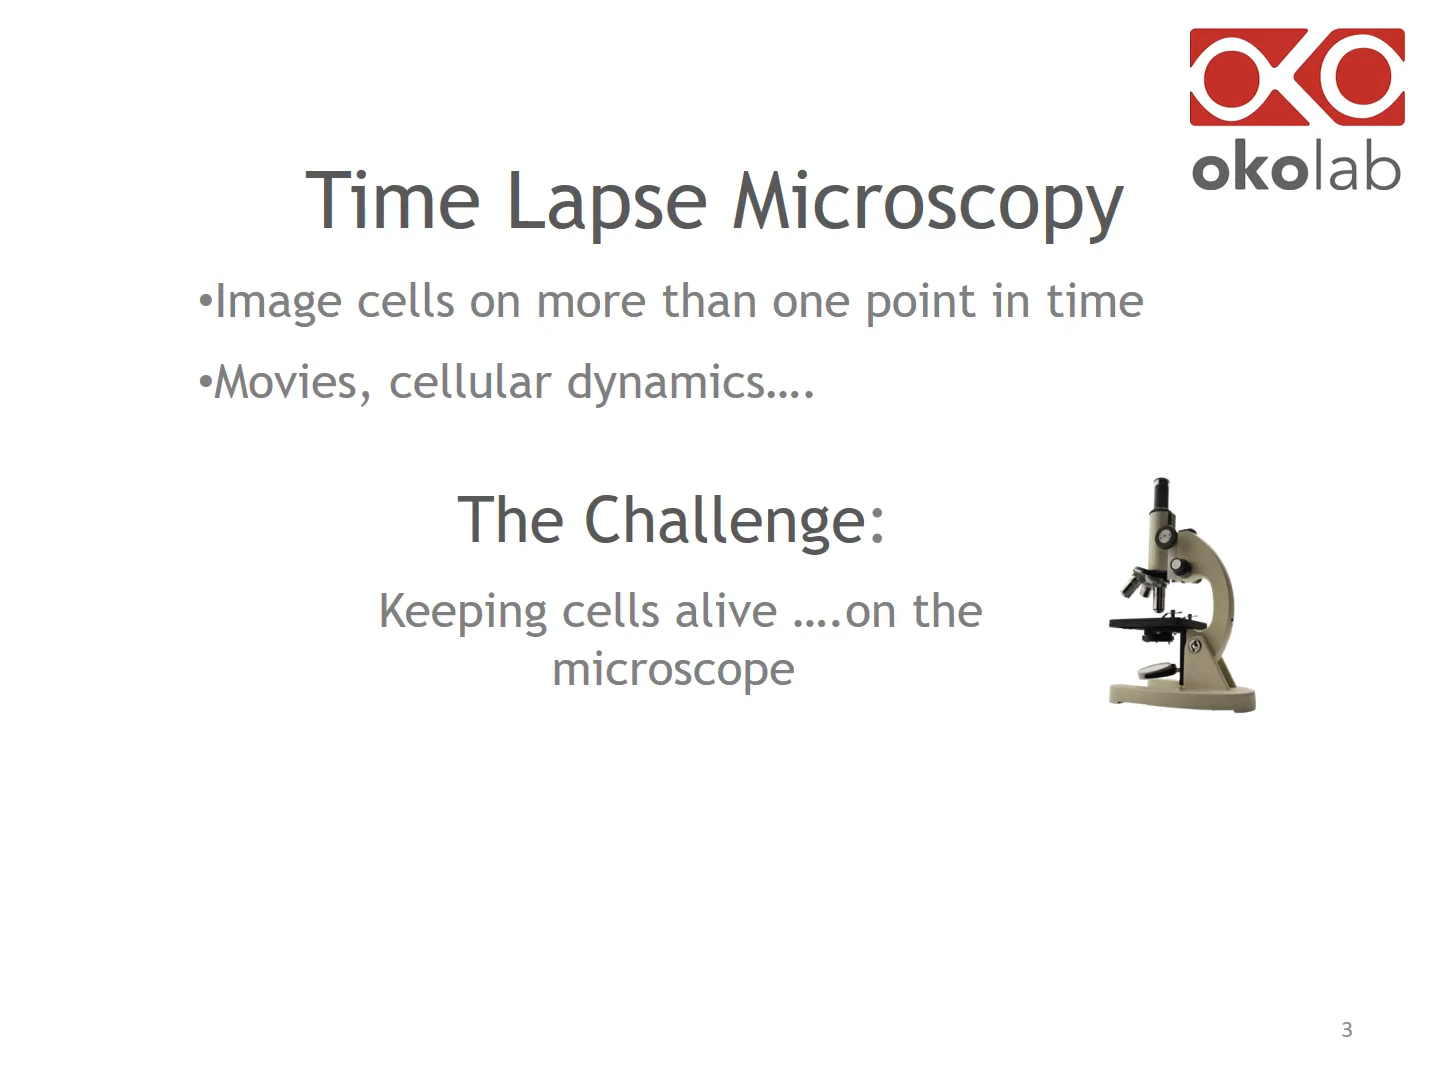 OKO
okolab
Time Lapse Microscopy
•Image cells on more than one point in time
•Movies, cellular dynamics….
The Challenge:
Keeping cells alive ….on the
microscope
3